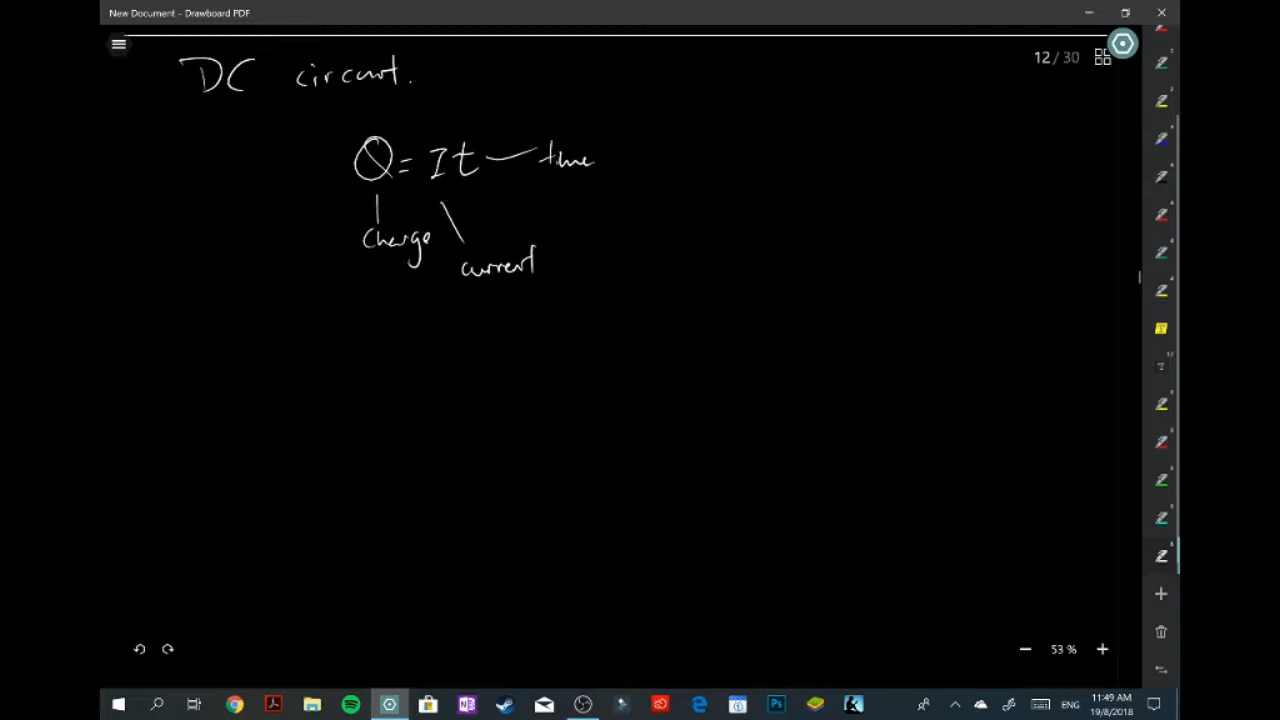 New Document - Drawboard PDF
12 / 30
DC circuit.
Q = It — time
charge
current
53 %
11:49 AM
ENG
19/8/2018